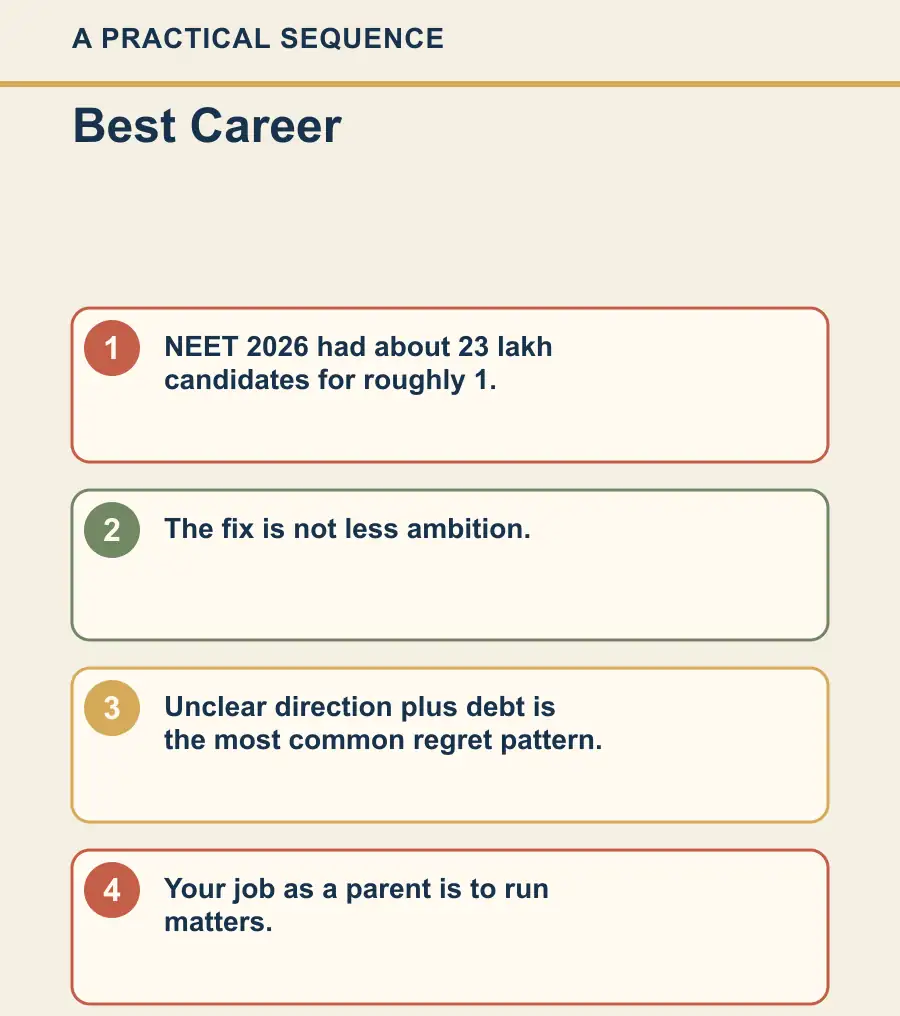 A PRACTICAL SEQUENCE
Best Career
1
NEET 2026 had about 23 lakh
candidates for roughly 1.
2
The fix is not less ambition.
3
Unclear direction plus debt is
the most common regret pattern.
4
Your job as a parent is to run
matters.